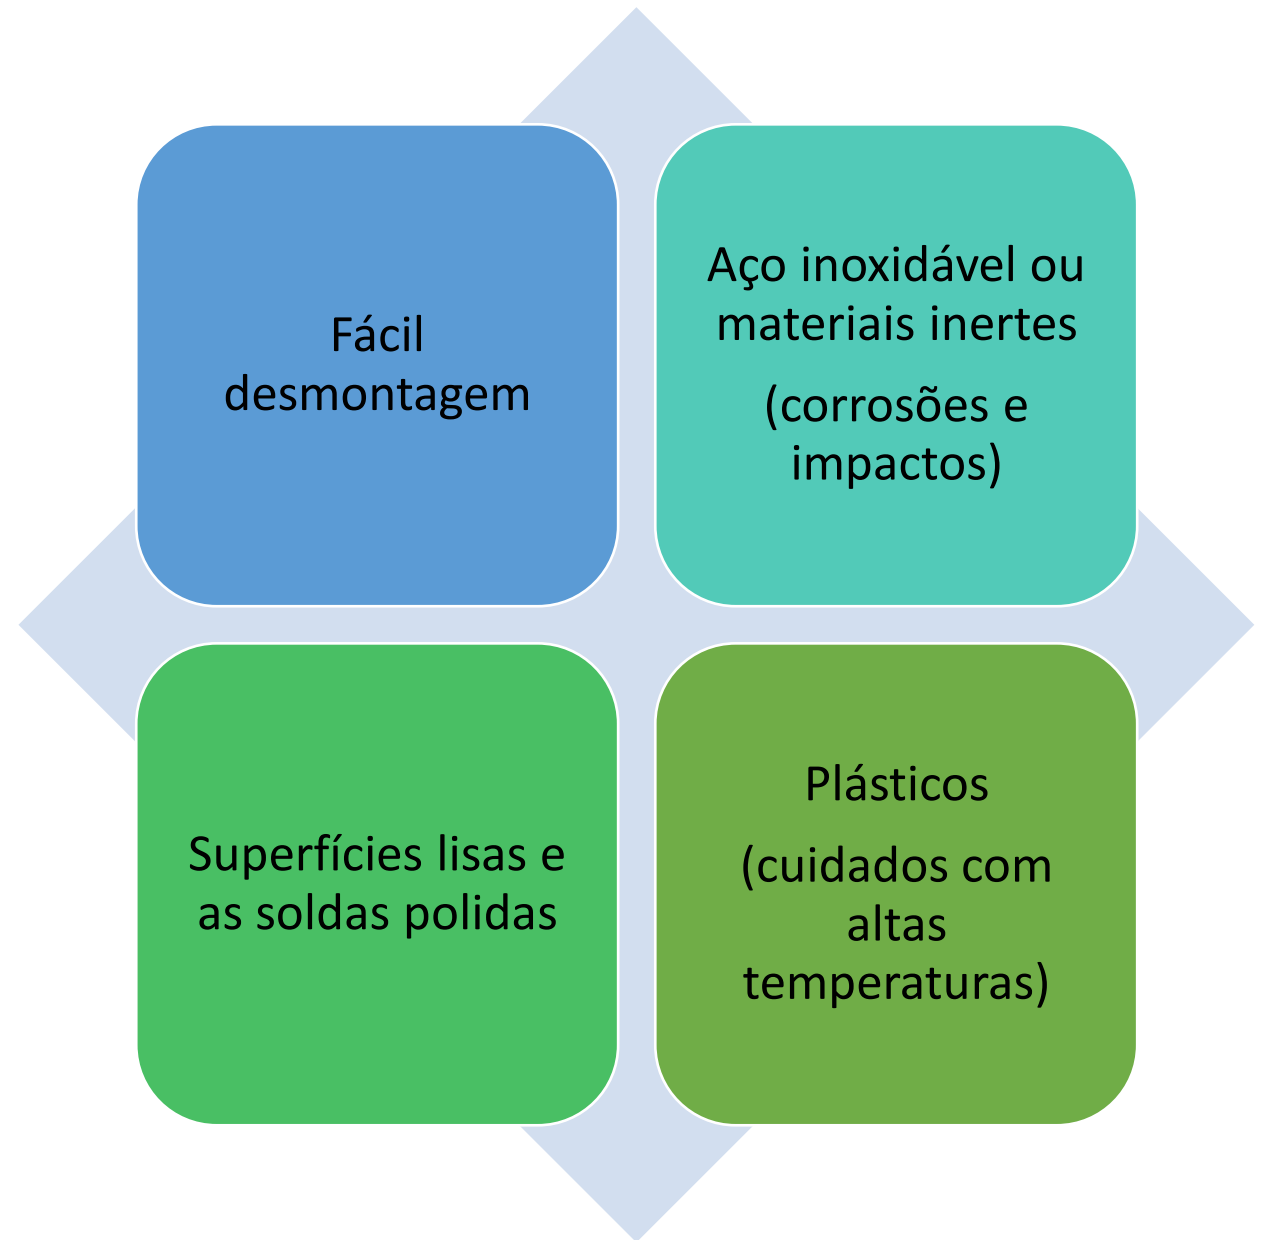 Fácil
desmontagem
Aço inoxidável ou
materiais inertes
(corrosões e
impactos)
Superfícies lisas e
as soldas polidas
Plásticos
(cuidados com
altas
temperaturas)